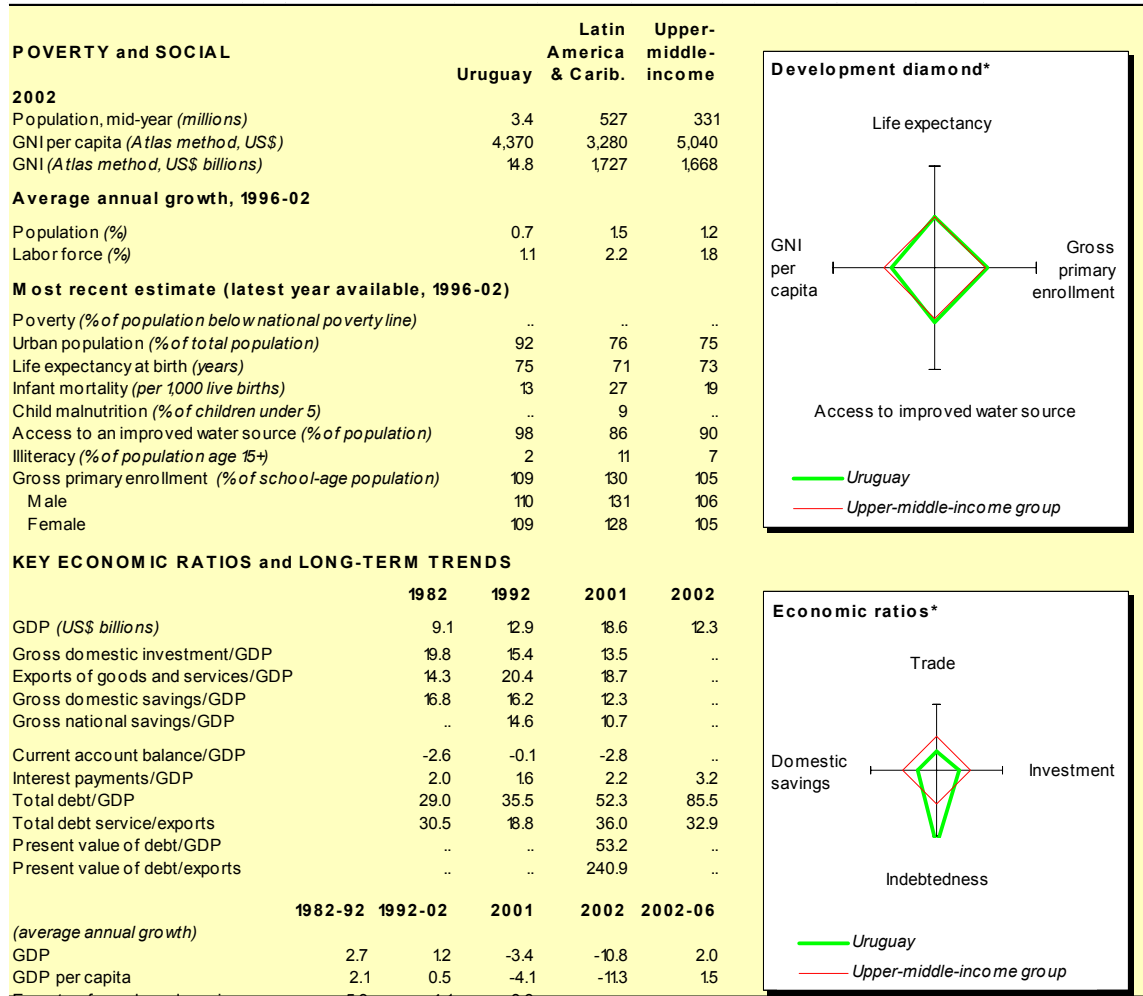 POVERTY and SOCIAL Uruguay Latin America & Carib. Upper-middle-income
2002
Population, mid-year (millions) 3.4 527 331
GNI per capita (Atlas method, US$) 4,370 3,280 5,040
GNI (Atlas method, US$ billions) 14.8 1,727 1,668
Average annual growth, 1996-02
Population (%) 0.7 1.5 1.2
Labor force (%) 1.1 2.2 1.8
Most recent estimate (latest year available, 1996-02)
Poverty (% of population below national poverty line) .. .. ..
Urban population (% of total population) 92 76 75
Life expectancy at birth (years) 75 71 73
Infant mortality (per 1,000 live births) 13 27 19
Child malnutrition (% of children under 5) .. 9 ..
Access to an improved water source (% of population) 98 86 90
Illiteracy (% of population age 15+) 2 11 7
Gross primary enrollment (% of school-age population) 109 130 105
Male 110 131 106
Female 109 128 105
KEY ECONOMIC RATIOS and LONG-TERM TRENDS
1982 1992 2001 2002
GDP (US$ billions) 9.1 12.9 18.6 12.3
Gross domestic investment/GDP 19.8 15.4 13.5 ..
Exports of goods and services/GDP 14.3 20.4 18.7 ..
Gross domestic savings/GDP 16.8 16.2 12.3 ..
Gross national savings/GDP .. 14.6 10.7 ..
Current account balance/GDP -2.6 -0.1 -2.8 ..
Interest payments/GDP 2.0 1.6 2.2 3.2
Total debt/GDP 29.0 35.5 52.3 85.5
Total debt service/exports 30.5 18.8 36.0 32.9
Present value of debt/GDP .. .. 53.2 ..
Present value of debt/exports .. .. 240.9 ..
1982-92 1992-02 2001 2002 2002-06
(average annual growth)
GDP 2.7 1.2 -3.4 -10.8 2.0
GDP per capita 2.1 0.5 -4.1 -11.3 1.5
Development diamond*
Life expectancy
GNI
per
capita
Gross
primary
enrollment
Access to improved water source
Uruguay
Upper-middle-income group
Economic ratios*
Trade
Domestic
savings
Investment
Indebtedness
Uruguay
Upper-middle-income group